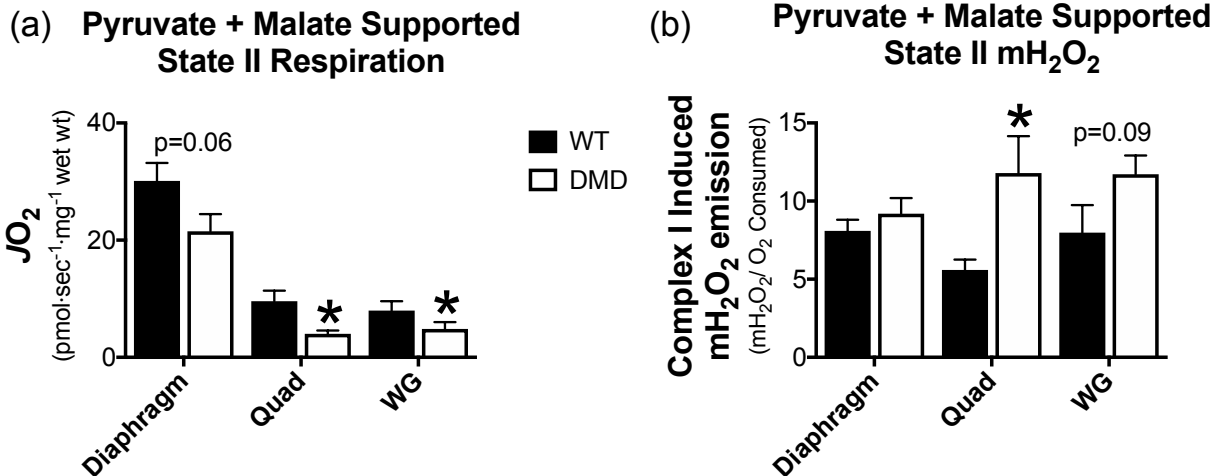 (a) Pyruvate + Malate Supported
State II Respiration
JO₂
(pmol·sec⁻¹·mg⁻¹ wet wt)
40
20
0
p=0.06
*
*
Diaphragm
Quad
WG
WT
DMD
(b) Pyruvate + Malate Supported
State II mH₂O₂
Complex I Induced
mH₂O₂ emission
(mH₂O₂/ O₂ Consumed)
15
10
5
0
*
p=0.09
Diaphragm
Quad
WG